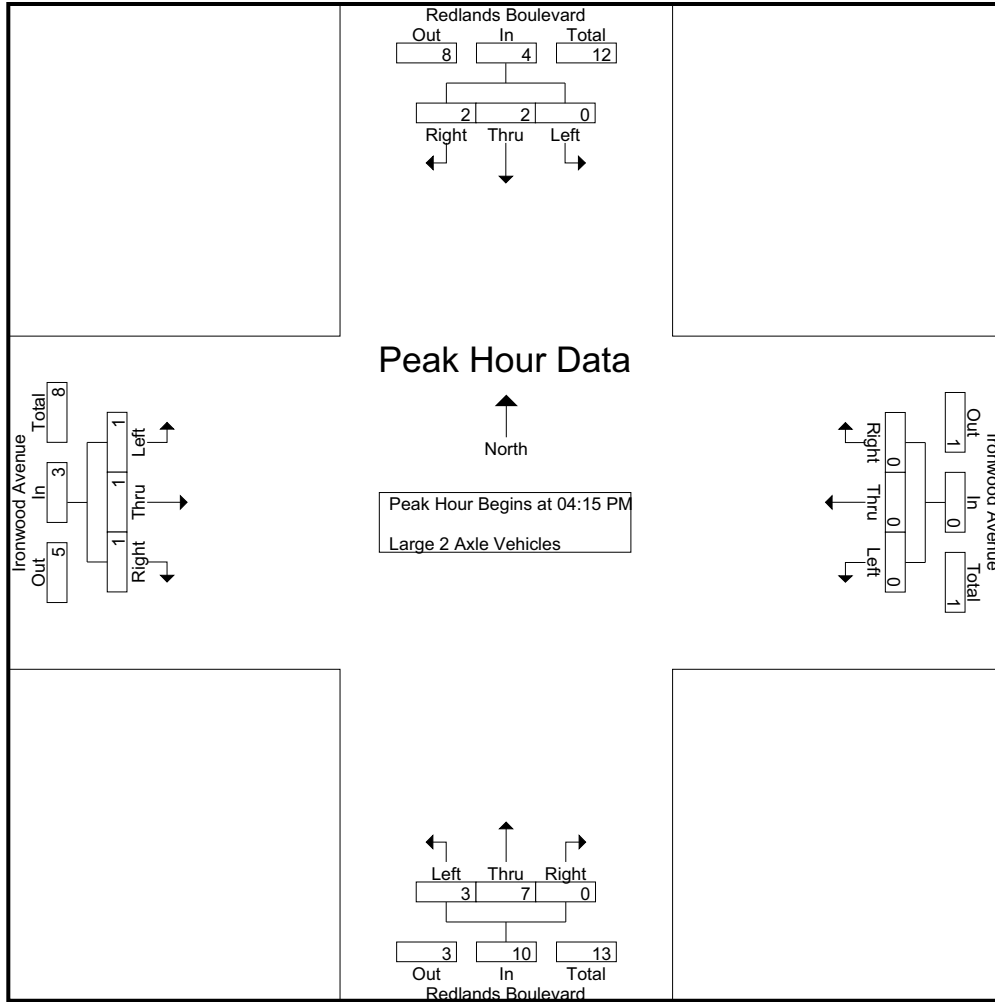 Redlands Boulevard
Out In Total
8 4 12
2 2 0
Right Thru Left
Peak Hour Data
North
Peak Hour Begins at 04:15 PM
Large 2 Axle Vehicles
Ironwood Avenue
Total In Out
8 3 5
1 1 1
Left Thru Right
Right Thru Left
0 0 0
1 0 1
Out In Total
Ironwood Avenue
Left Thru Right
3 7 0
3 10 13
Out In Total
Redlands Boulevard